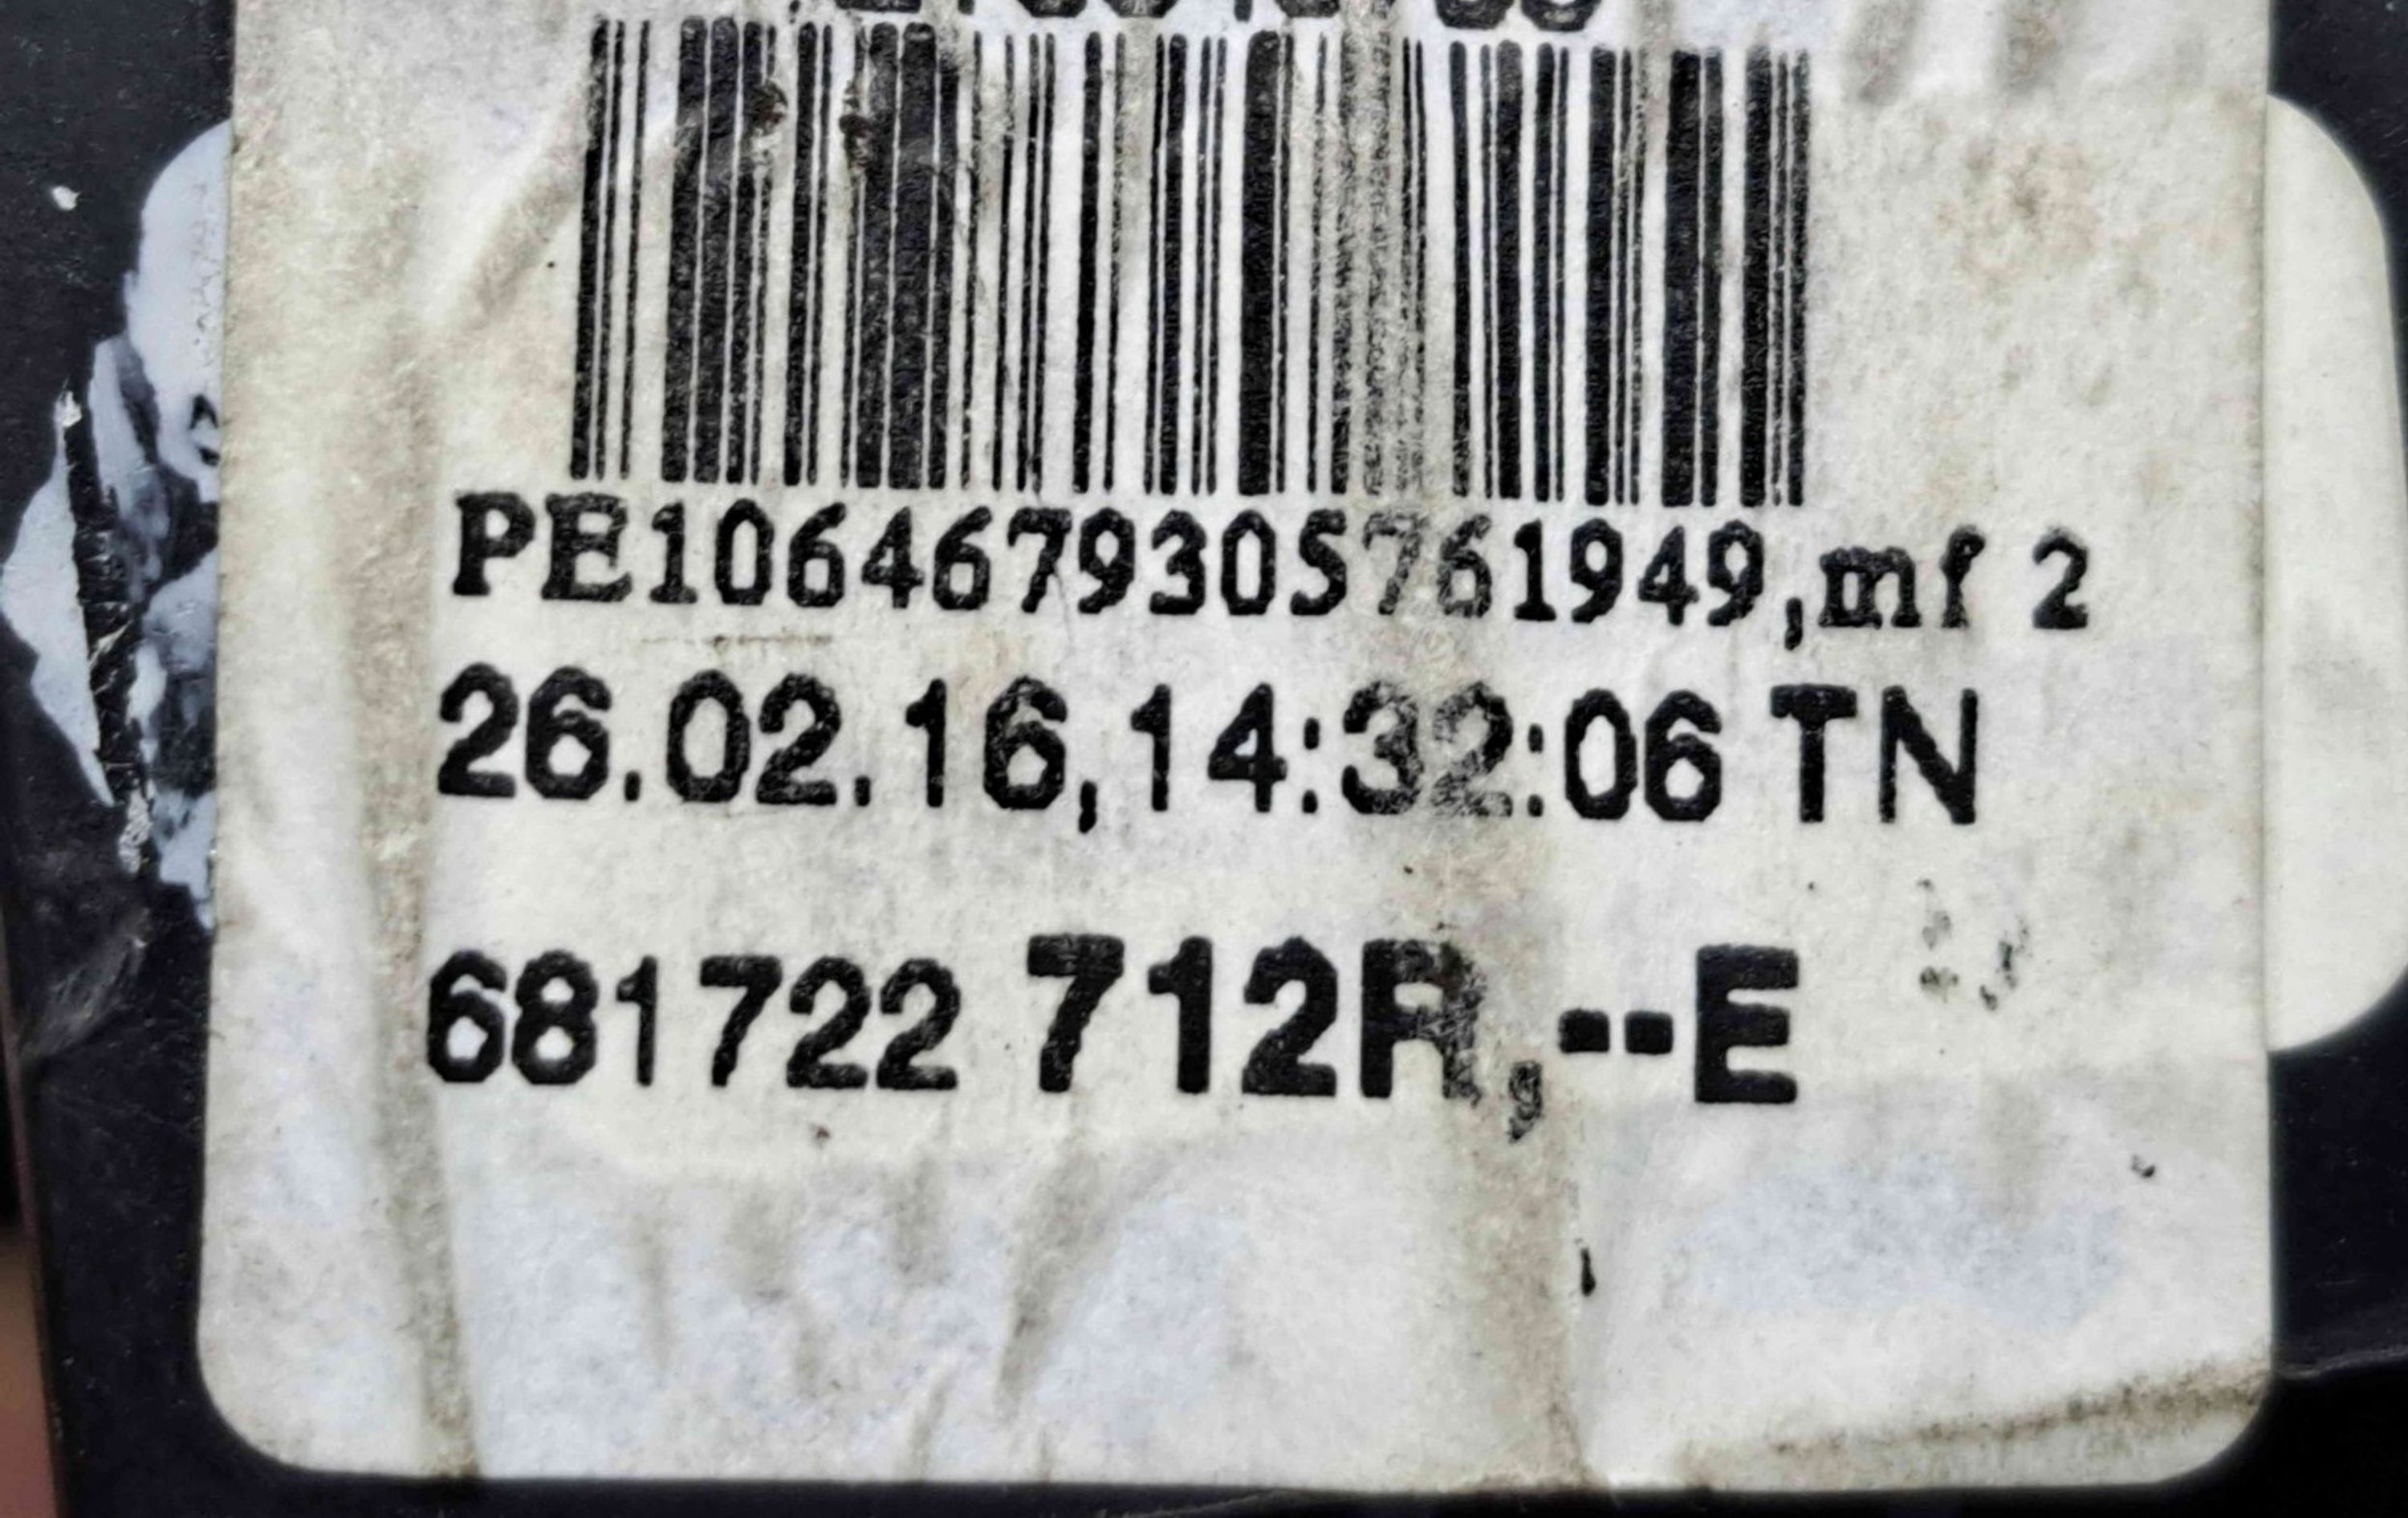 PE1064679305761949,mf 2
26.02.16,14:32:06 TN
681722 712R,--E